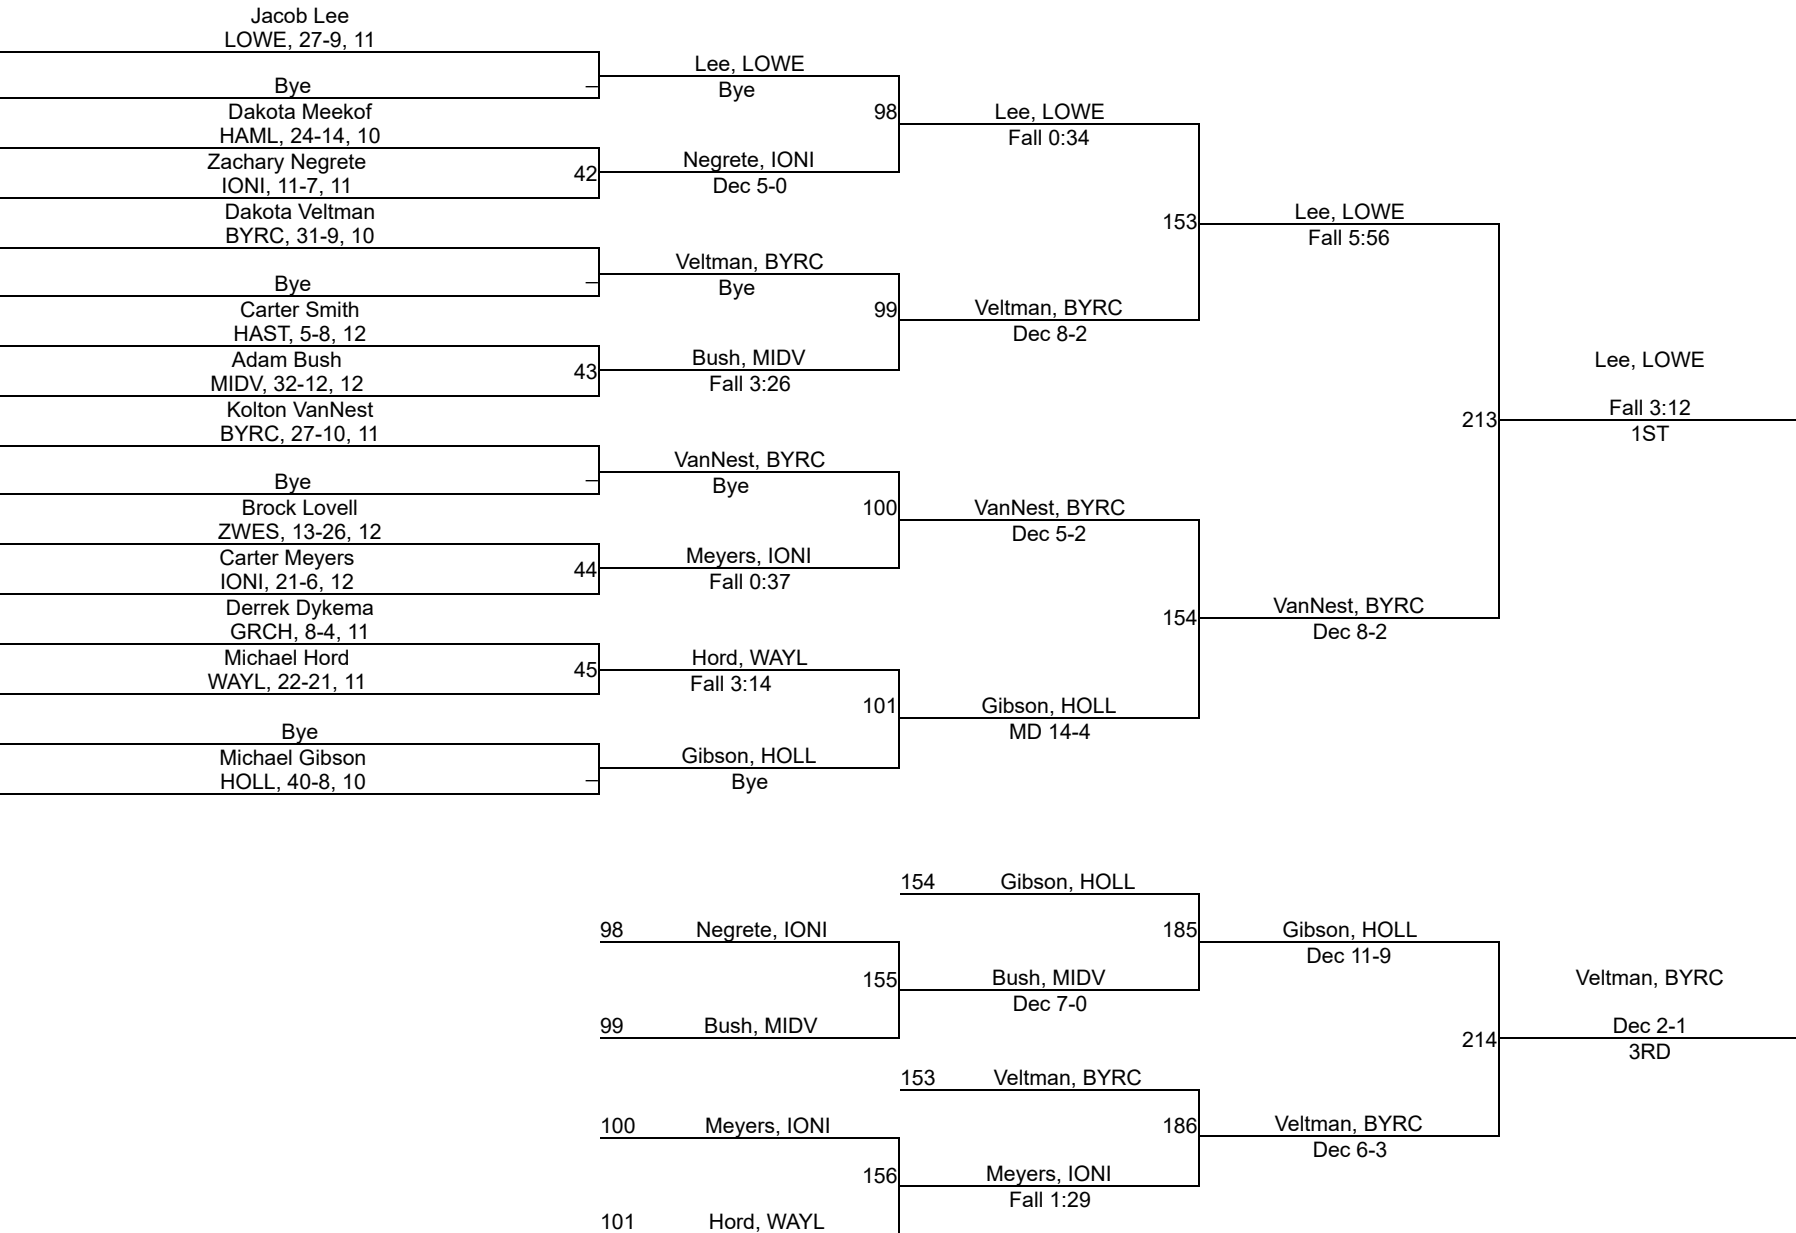 Jacob Lee
LOWE, 27-9, 11
Bye
–
Dakota Meekof
HAML, 24-14, 10
Zachary Negrete
IONI, 11-7, 11
42
Dakota Veltman
BYRC, 31-9, 10
Bye
–
Carter Smith
HAST, 5-8, 12
Adam Bush
MIDV, 32-12, 12
43
Kolton VanNest
BYRC, 27-10, 11
Bye
–
Brock Lovell
ZWES, 13-26, 12
Carter Meyers
IONI, 21-6, 12
44
Derrek Dykema
GRCH, 8-4, 11
Michael Hord
WAYL, 22-21, 11
45
Bye
Michael Gibson
HOLL, 40-8, 10
–
Lee, LOWE
Bye
98
Negrete, IONI
Dec 5-0
Veltman, BYRC
Bye
99
Bush, MIDV
Fall 3:26
VanNest, BYRC
Bye
100
Meyers, IONI
Fall 0:37
Hord, WAYL
Fall 3:14
101
Gibson, HOLL
Bye
Lee, LOWE
Fall 0:34
153
Veltman, BYRC
Dec 8-2
VanNest, BYRC
Dec 5-2
154
Gibson, HOLL
MD 14-4
Lee, LOWE
Fall 5:56
213
VanNest, BYRC
Dec 8-2
Lee, LOWE
Fall 3:12
1ST
98 Negrete, IONI
155
99 Bush, MIDV
100 Meyers, IONI
156
101 Hord, WAYL
154 Gibson, HOLL
185
Bush, MIDV
Dec 7-0
153 Veltman, BYRC
186
Meyers, IONI
Fall 1:29
Gibson, HOLL
Dec 11-9
214
Veltman, BYRC
Dec 6-3
Veltman, BYRC
Dec 2-1
3RD